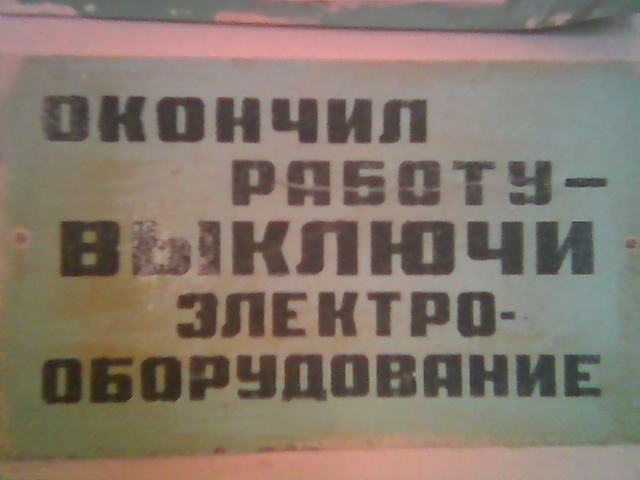 ОКОНЧИЛ
РАБОТУ–
ВЫКЛЮЧИ
ЭЛЕКТРО-
ОБОРУДОВАНИЕ